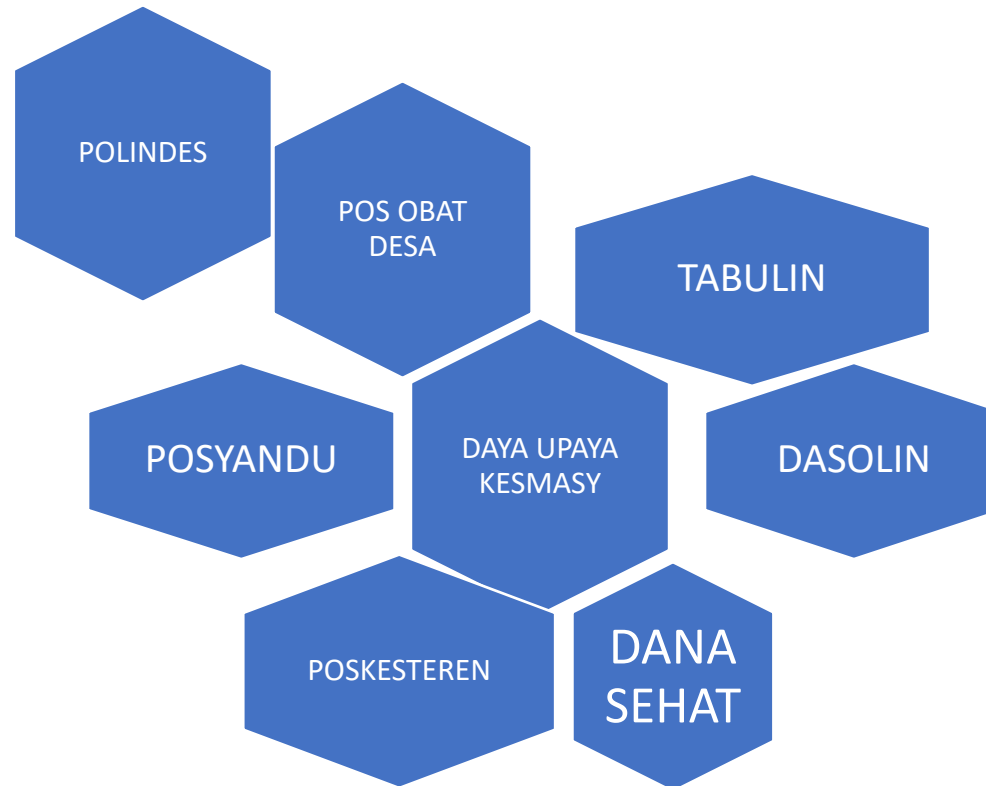 POLINDES
POS OBAT
DESA
TABULIN
POSYANDU
DAYA UPAYA
KESMASY
DASOLIN
POSKESTEREN
DANA
SEHAT